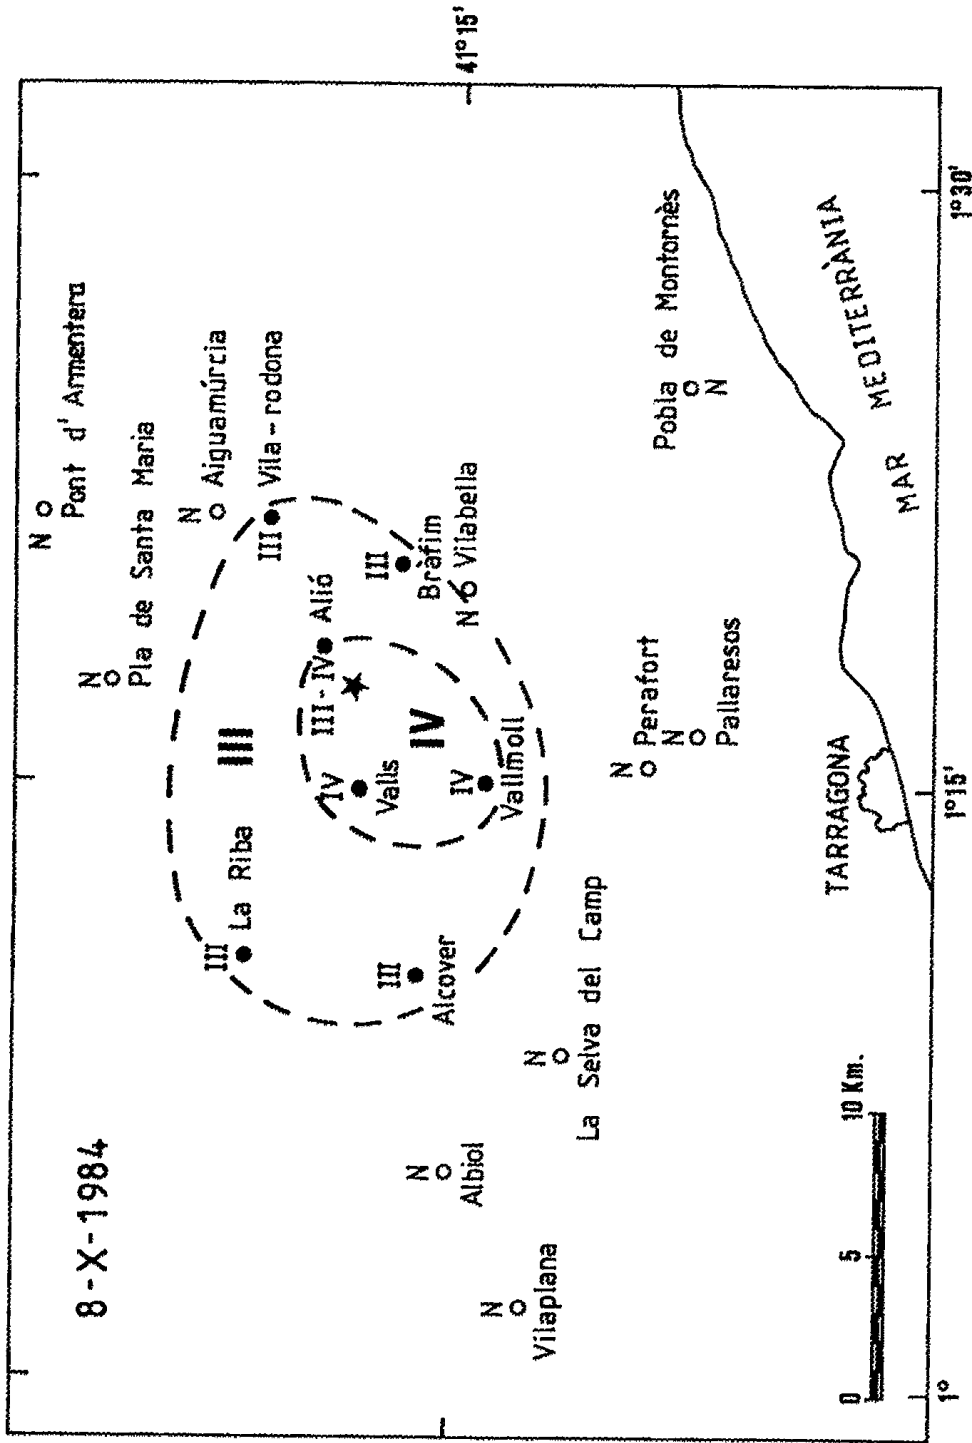 8-X-1984
N
Pont d' Armentera
N
Pla de Santa Maria
N
Aiguamúrcia
III
Vila-rodona
III
La Riba
III
III-IV
Alió
IV
Valls
IV
III
Bràfim
N
Vilabella
III
Alcover
IV
Vallmoll
N
Albiol
N
Vilaplana
N
La Selva del Camp
N
Perafort
N
Pallaresos
Pobla de Montornès
N
TARRAGONA
MAR MEDITERRÀNIA
0 5 10 Km.
41°15'
1°
1°15'
1°30'